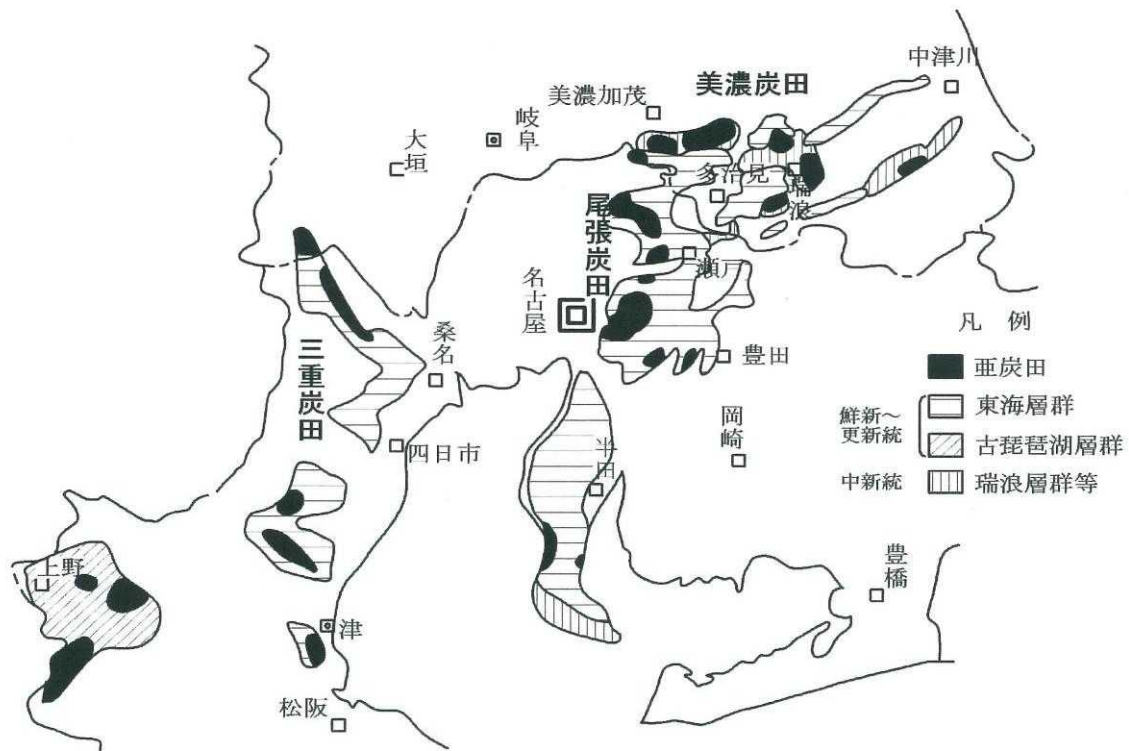 中津川
美濃炭田
美濃加茂
岐阜
大垣
多治見
瑞浪
尾張炭田
瀬戸
名古屋
桑名
三重炭田
豊田
凡 例
亜炭田
鮮新〜
更新統
東海層群
古琵琶湖層群
中新統
瑞浪層群等
岡崎
四日市
半田
豊橋
上野
津
松阪